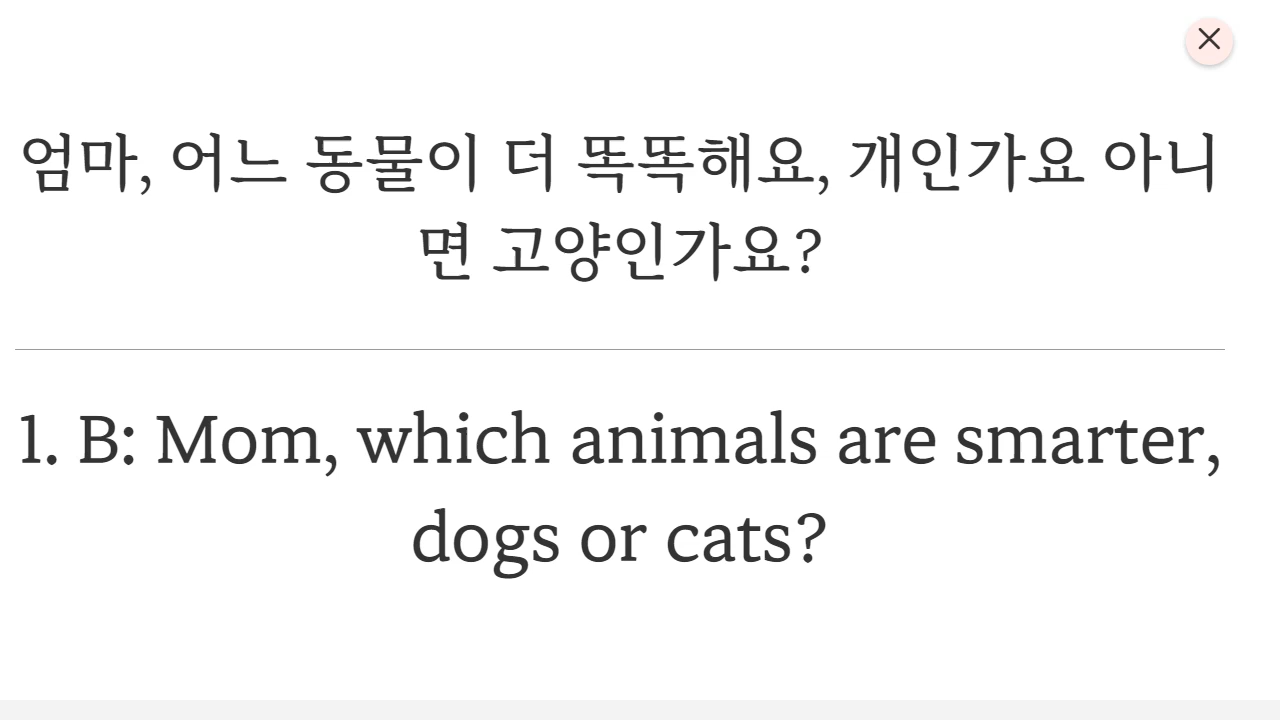 엄마, 어느 동물이 더 똑똑해요, 개인가요 아니
면 고양인가요?
1. B: Mom, which animals are smarter,
dogs or cats?